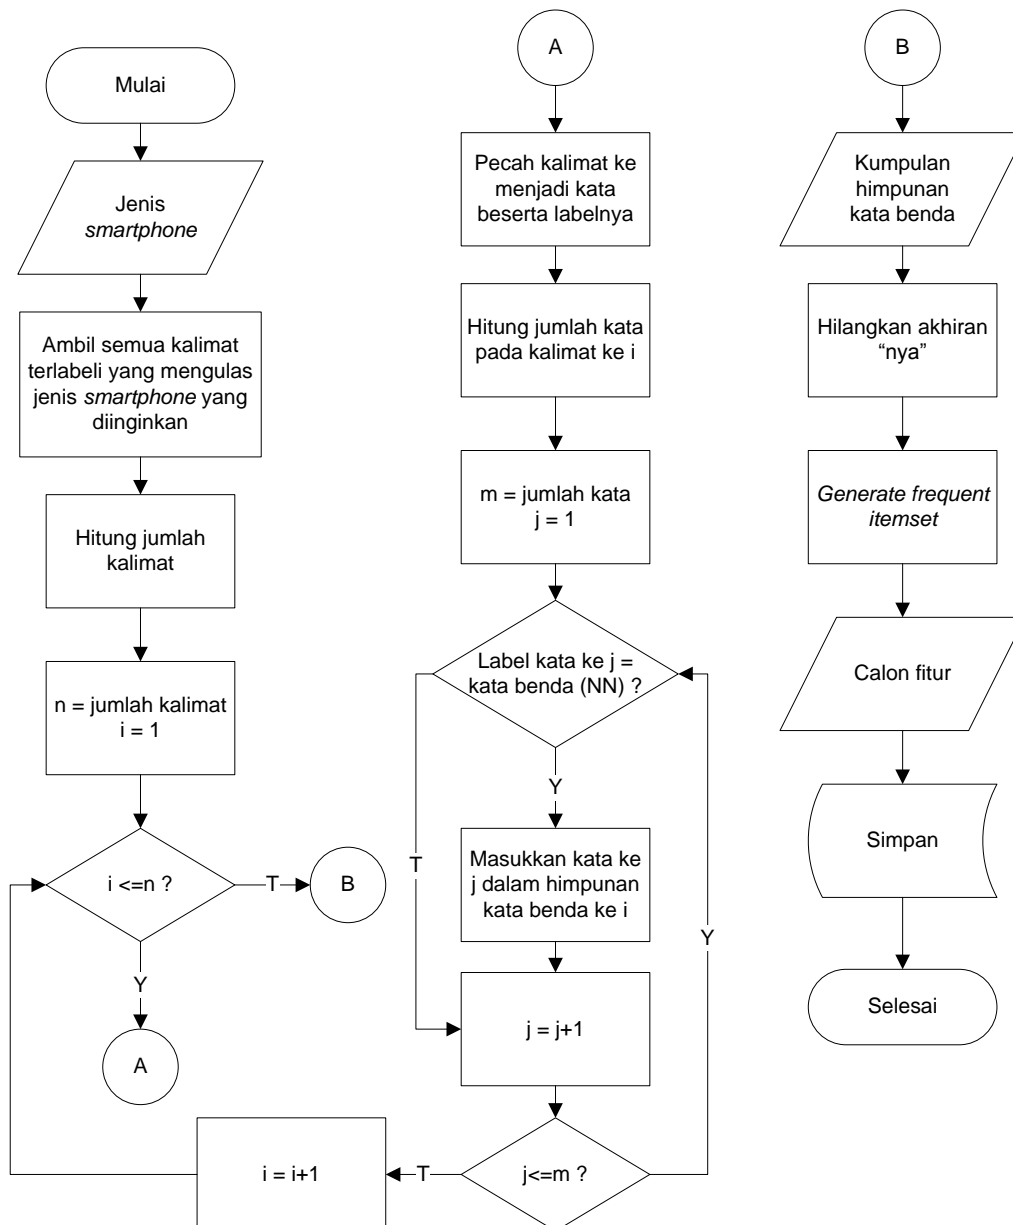 Mulai
Jenis
smartphone
Ambil semua kalimat
terlabeli yang mengulas
jenis smartphone yang
diinginkan
Hitung jumlah
kalimat
n = jumlah kalimat
i = 1
i <=n ?
T
B
Y
A
i = i+1
A
Pecah kalimat ke
menjadi kata
beserta labelnya
Hitung jumlah kata
pada kalimat ke i
m = jumlah kata
j = 1
Label kata ke j =
kata benda (NN) ?
Y
T
Masukkan kata ke
j dalam himpunan
kata benda ke i
Y
j = j+1
j<=m ?
T
B
Kumpulan
himpunan
kata benda
Hilangkan akhiran
“nya”
Generate frequent
itemset
Calon fitur
Simpan
Selesai